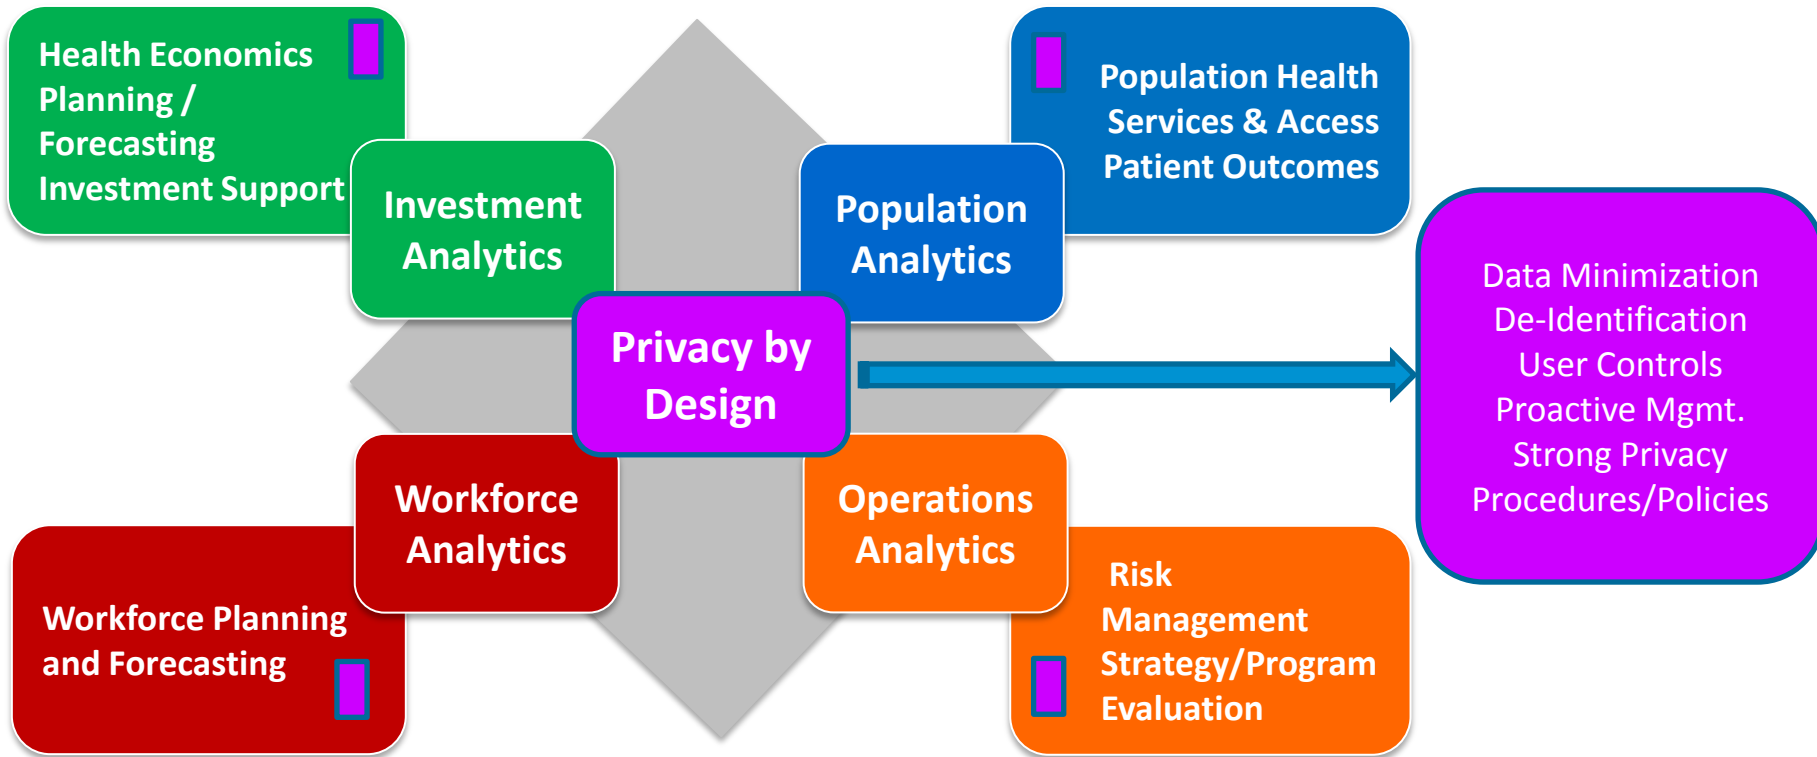 Health Economics
Planning /
Forecasting
Investment Support
Investment
Analytics
Population Health
Services & Access
Patient Outcomes
Population
Analytics
Privacy by
Design
Data Minimization
De-Identification
User Controls
Proactive Mgmt.
Strong Privacy
Procedures/Policies
Workforce
Analytics
Workforce Planning
and Forecasting
Operations
Analytics
Risk
Management
Strategy/Program
Evaluation